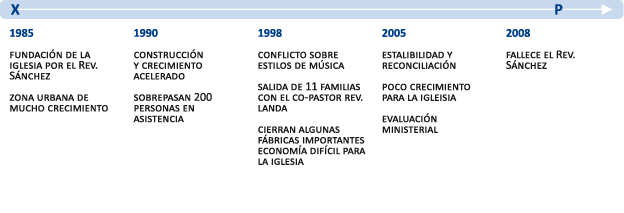 X P
1985
FUNDACIÓN DE LA
IGLESIA POR EL REV.
SÁNCHEZ
ZONA URBANA DE
MUCHO CRECIMIENTO
1990
CONSTRUCCIÓN
Y CRECIMIENTO
ACELERADO
SOBREPASAN 200
PERSONAS EN
ASISTENCIA
1998
CONFLICTO SOBRE
ESTILOS DE MÚSICA
SALIDA DE 11 FAMILIAS
CON EL CO-PASTOR REV.
LANDA
CIERRAN ALGUNAS
FÁBRICAS IMPORTANTES
ECONOMÍA DIFÍCIL PARA
LA IGLESIA
2005
ESTALIBILIDAD Y
RECONCILIACIÓN
POCO CRECIMIENTO
PARA LA IGLEISIA
EVALUACIÓN
MINISTERIAL
2008
FALLECE EL REV.
SÁNCHEZ